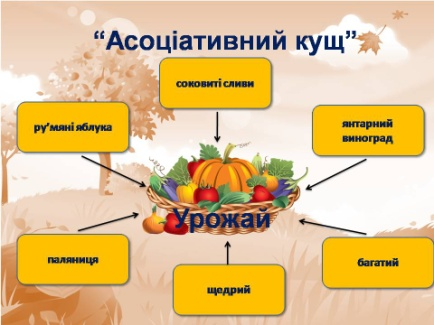 “Асоціативний кущ”
соковиті сливи
рум’яні яблука
янтарний
виноград
Урожай
паляниця
щедрий
багатий